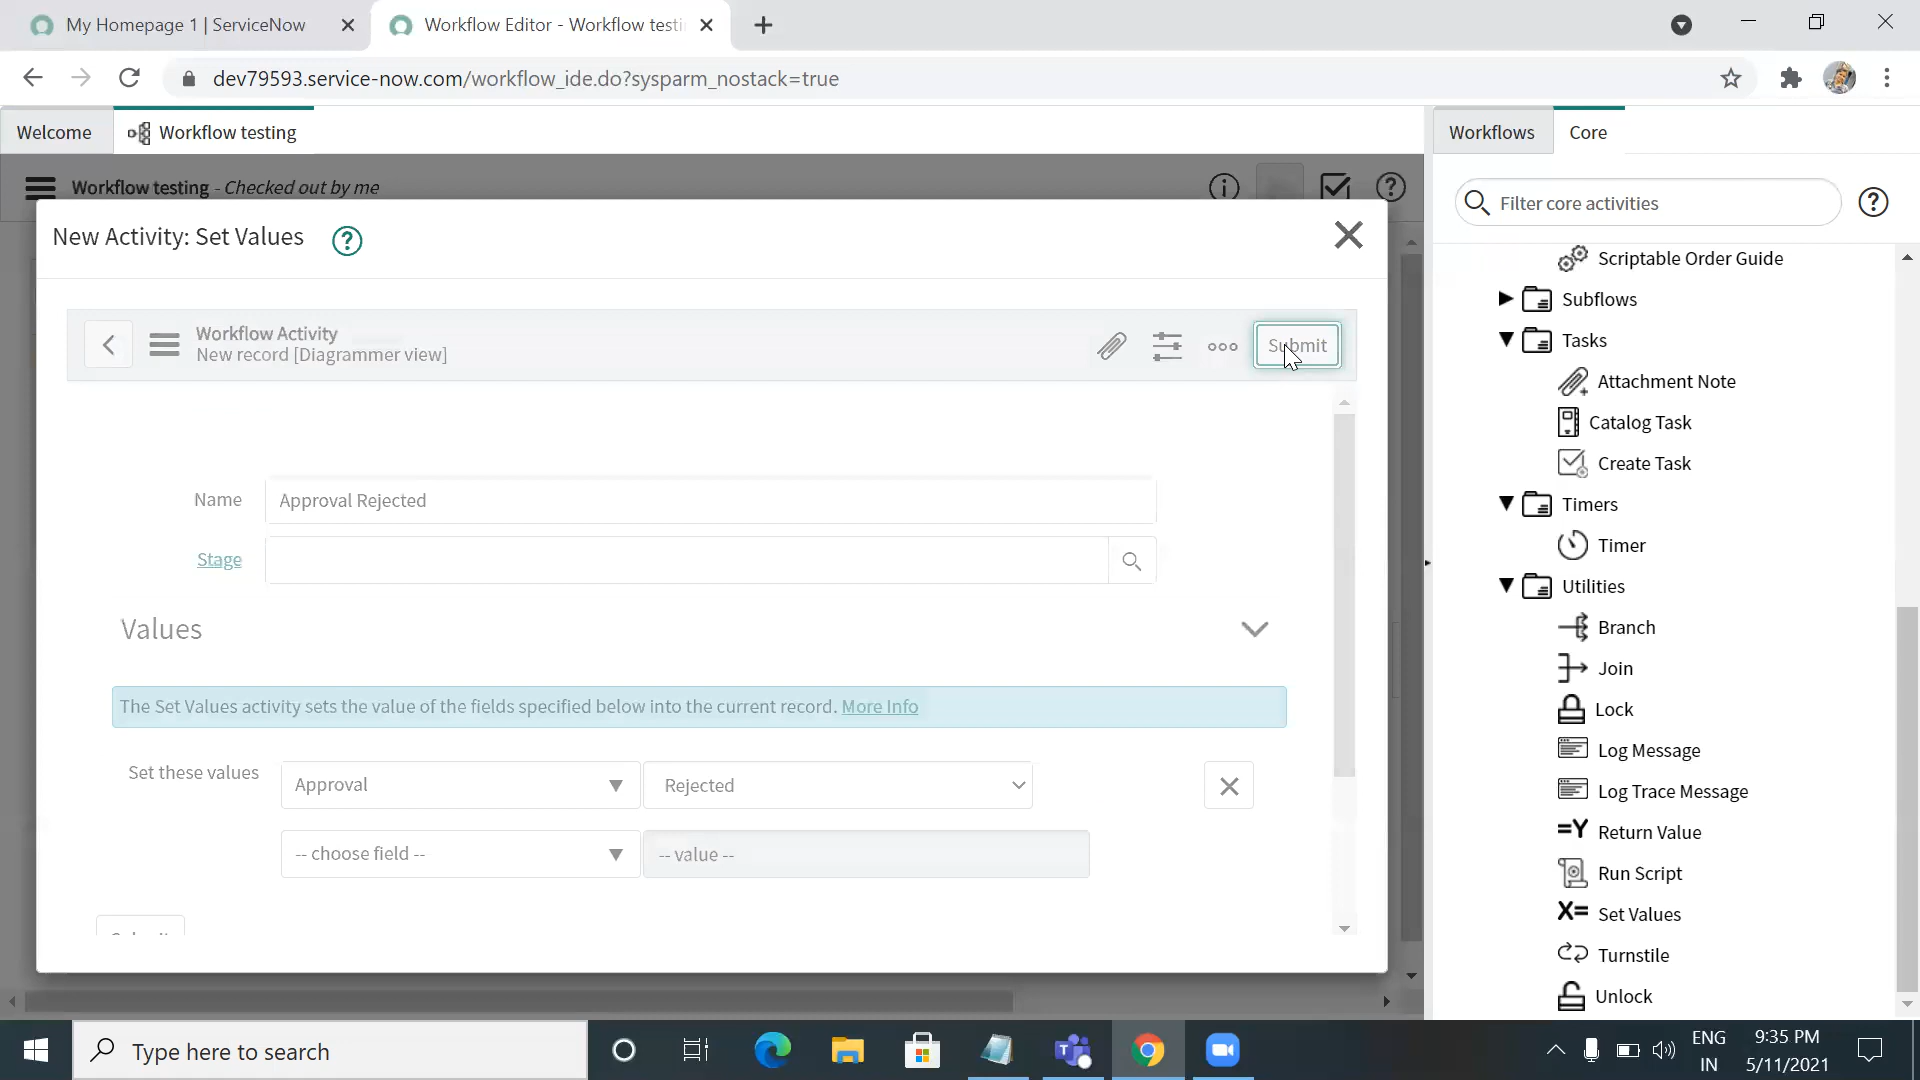 My Homepage 1 | ServiceNow
Workflow Editor - Workflow testi
dev79593.service-now.com/workflow_ide.do?sysparm_nostack=true
Welcome
Workflow testing
Workflows
Core
Workflow testing - Checked out by me
Filter core activities
New Activity: Set Values
Scriptable Order Guide
Subflows
Workflow Activity
New record [Diagrammer view]
Submit
Tasks
Attachment Note
Catalog Task
Create Task
Name
Approval Rejected
Timers
Stage
Timer
Utilities
Values
Branch
Join
The Set Values activity sets the value of the fields specified below into the current record. More Info
Lock
Log Message
Set these values
Approval
Rejected
Log Trace Message
Return Value
-- choose field --
-- value --
Run Script
Set Values
Turnstile
Unlock
Type here to search
ENG
IN
9:35 PM
5/11/2021